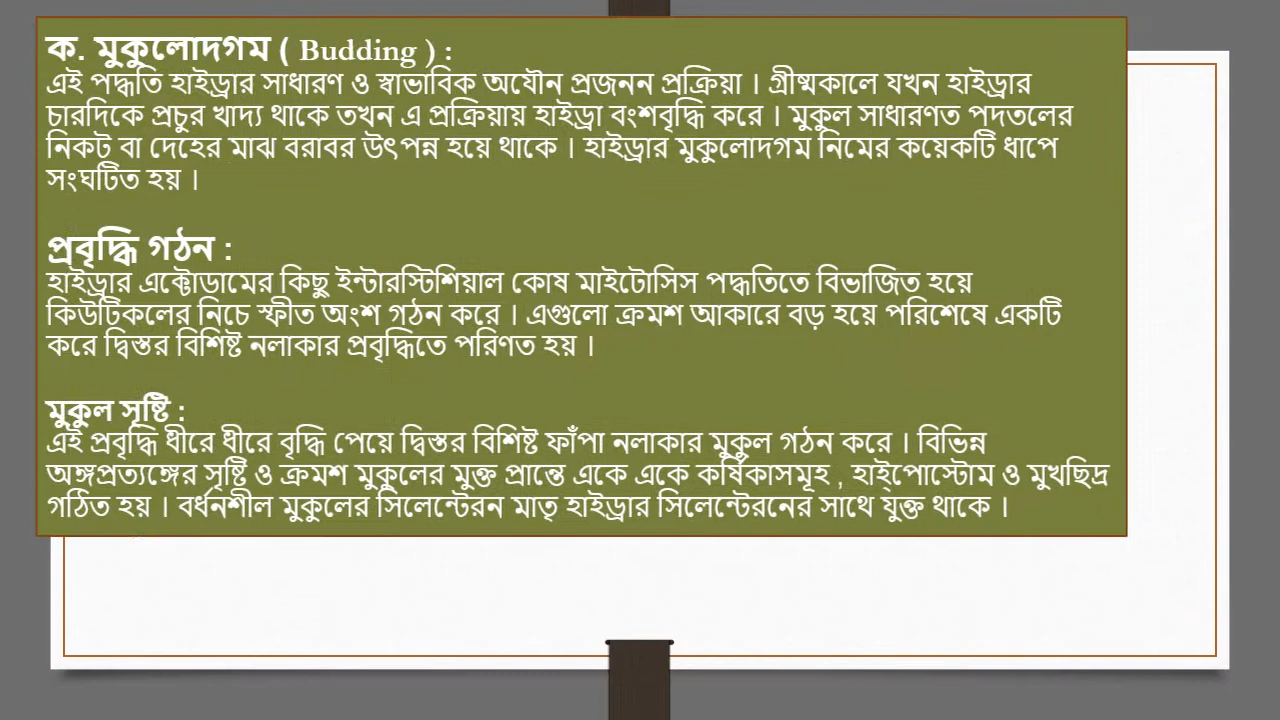 ক. মুকুলোদগম ( Budding ) :
এই পদ্ধতি হাইড্রার সাধারণ ও স্বাভাবিক অযৌন প্রজনন প্রক্রিয়া । গ্রীষ্মকালে যখন হাইড্রার
চারদিকে প্রচুর খাদ্য থাকে তখন এ প্রক্রিয়ায় হাইড্রা বংশবৃদ্ধি করে । মুকুল সাধারণত পদতলের
নিকট বা দেহের মাঝ বরাবর উৎপন্ন হয়ে থাকে । হাইড্রার মুকুলোদগম নিমের কয়েকটি ধাপে
সংঘটিত হয় ।
প্রবৃদ্ধি গঠন :
হাইড্রার এক্টোডামের কিছু ইন্টারস্টিশিয়াল কোষ মাইটোসিস পদ্ধতিতে বিভাজিত হয়ে
কিউটিকলের নিচে স্ফীত অংশ গঠন করে । এগুলো ক্রমশ আকারে বড় হয়ে পরিশেষে একটি
করে দ্বিস্তর বিশিষ্ট নলাকার প্রবৃদ্ধিতে পরিণত হয় ।
মুকুল সৃষ্টি :
এই প্রবৃদ্ধি ধীরে ধীরে বৃদ্ধি পেয়ে দ্বিস্তর বিশিষ্ট ফাঁপা নলাকার মুকুল গঠন করে । বিভিন্ন
অঙ্গপ্রত্যঙ্গের সৃষ্টি ও ক্রমশ মুকুলের মুক্ত প্রান্তে একে একে কর্ষিকাসমূহ , হাইপোস্টোম ও মুখছিদ্র
গঠিত হয় । বর্ধনশীল মুকুলের সিলেন্টেরন মাতৃ হাইড্রার সিলেন্টেরনের সাথে যুক্ত থাকে ।